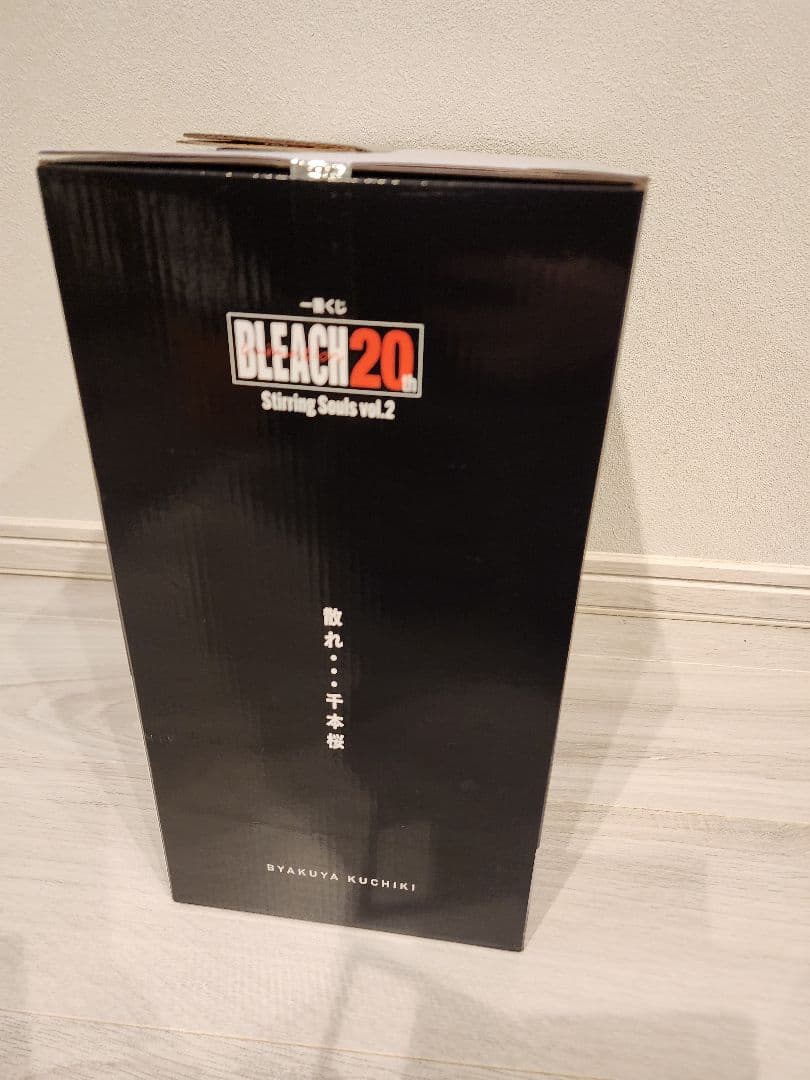 一番くじ
BLEACH 20th
Stirring Souls vol.2
散れ・・・千本桜
BYAKUYA KUCHIKI